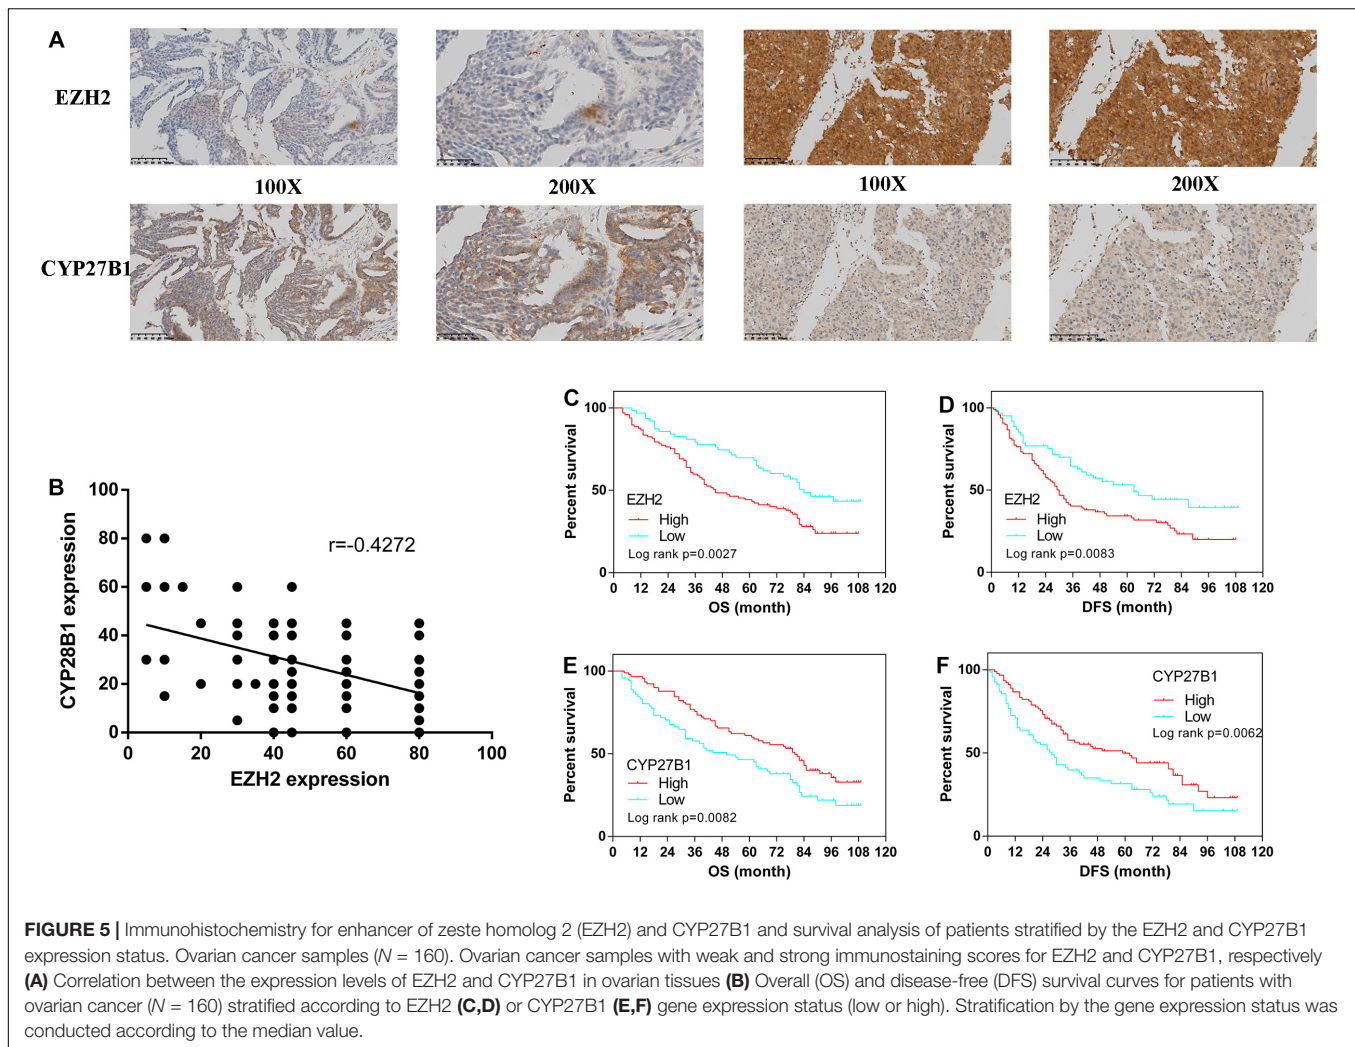 A
EZH2
100X
200X
100X
200X
CYP27B1
B
100
80
60
40
20
0
CYP28B1 expression
r=-0.4272
0 20 40 60 80 100
EZH2 expression
C
100
50
0
Percent survival
EZH2
High
Low
Log rank p=0.0027
0 12 24 36 48 60 72 84 96 108 120
OS (month)
D
100
50
0
Percent survival
EZH2
High
Low
Log rank p=0.0083
0 12 24 36 48 60 72 84 96 108 120
DFS (month)
E
100
50
0
Percent survival
CYP27B1
High
Low
Log rank p=0.0082
0 12 24 36 48 60 72 84 96 108 120
OS (month)
F
100
50
0
Percent survival
CYP27B1
High
Low
Log rank p=0.0062
0 12 24 36 48 60 72 84 96 108 120
DFS (month)
FIGURE 5 | Immunohistochemistry for enhancer of zeste homolog 2 (EZH2) and CYP27B1 and survival analysis of patients stratified by the EZH2 and CYP27B1
expression status. Ovarian cancer samples (N = 160). Ovarian cancer samples with weak and strong immunostaining scores for EZH2 and CYP27B1, respectively
(A) Correlation between the expression levels of EZH2 and CYP27B1 in ovarian tissues (B) Overall (OS) and disease-free (DFS) survival curves for patients with
ovarian cancer (N = 160) stratified according to EZH2 (C,D) or CYP27B1 (E,F) gene expression status (low or high). Stratification by the gene expression status was
conducted according to the median value.